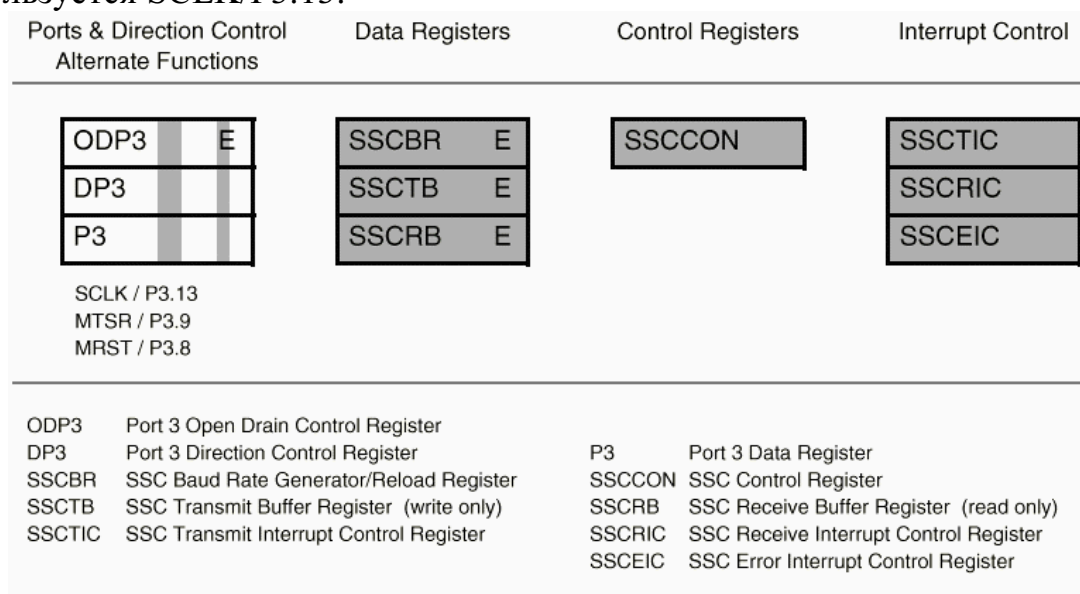 SCLK/P3.13.
Ports & Direction Control
Alternate Functions
Data Registers
Control Registers
Interrupt Control
ODP3 E
DP3
P3
SSCBR E
SSCTB E
SSCRB E
SSCCON
SSCTIC
SSCRIC
SSCEIC
SCLK / P3.13
MTSR / P3.9
MRST / P3.8
ODP3 Port 3 Open Drain Control Register
DP3 Port 3 Direction Control Register
SSCBR SSC Baud Rate Generator/Reload Register
SSCTB SSC Transmit Buffer Register (write only)
SSCTIC SSC Transmit Interrupt Control Register
P3 Port 3 Data Register
SSCCON SSC Control Register
SSCRB SSC Receive Buffer Register (read only)
SSCRIC SSC Receive Interrupt Control Register
SSCEIC SSC Error Interrupt Control Register